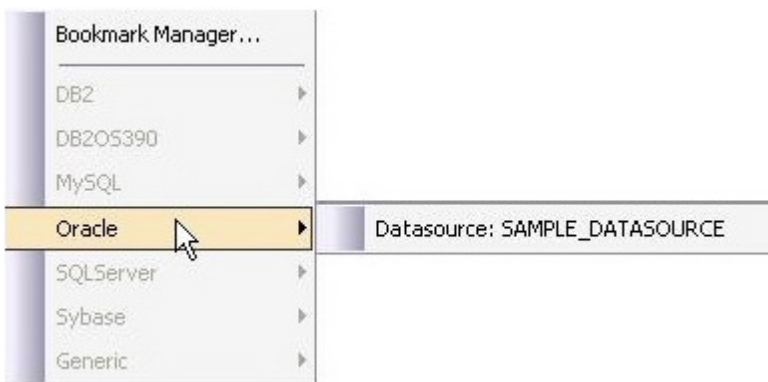 Bookmark Manager...
DB2
DB2OS390
MySQL
Oracle
Datasource: SAMPLE_DATASOURCE
SQLServer
Sybase
Generic